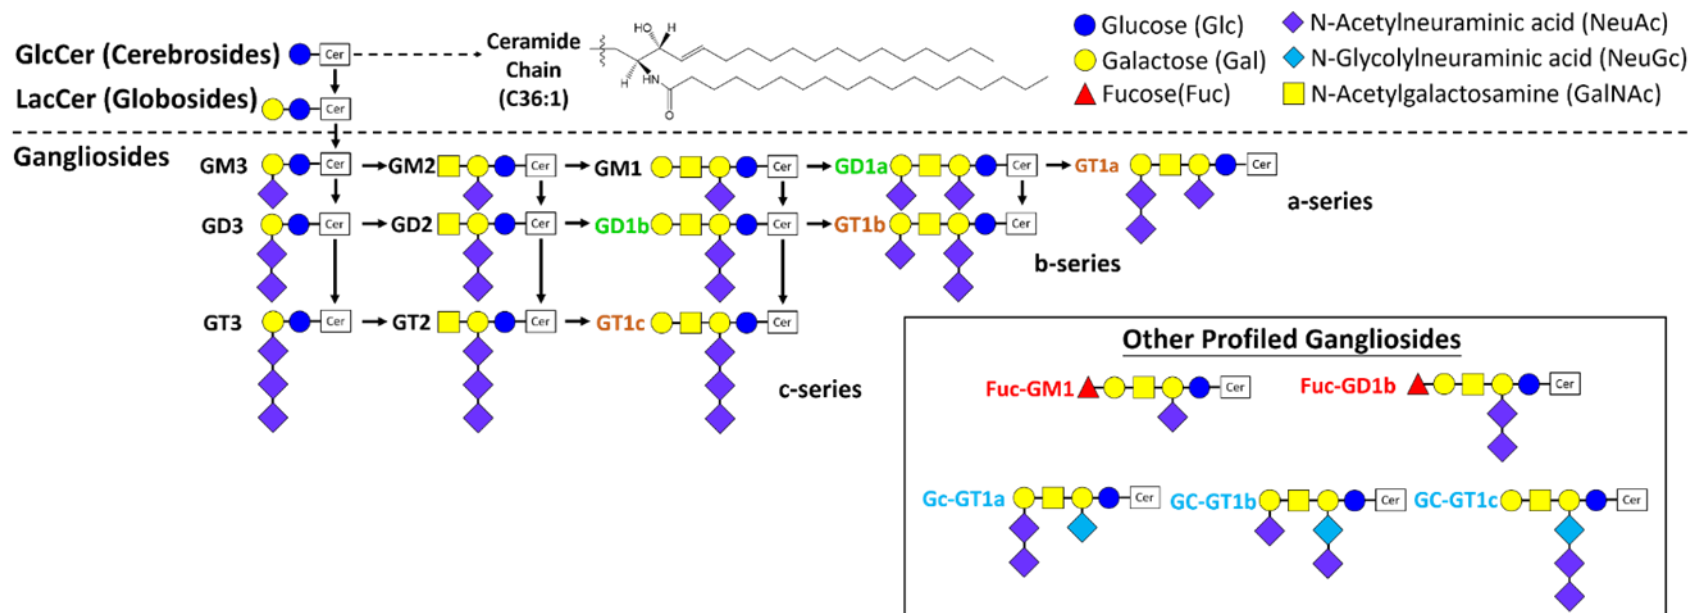 GlcCer (Cerebrosides) Cer
Ceramide
Chain
(C36:1)
HO H
H HN
O
Glucose (Glc)
Galactose (Gal)
Fucose(Fuc)
N-Acetylneuraminic acid (NeuAc)
N-Glycolylneuraminic acid (NeuGc)
N-Acetylgalactosamine (GalNAc)
LacCer (Globosides) Cer
Gangliosides
GM3 Cer GM2 Cer GM1 Cer GD1a Cer GT1a Cer
a-series
GD3 Cer GD2 Cer GD1b Cer GT1b Cer
b-series
GT3 Cer GT2 Cer GT1c Cer
c-series
Other Profiled Gangliosides
Fuc-GM1 Cer Fuc-GD1b Cer
Gc-GT1a Cer GC-GT1b Cer GC-GT1c Cer